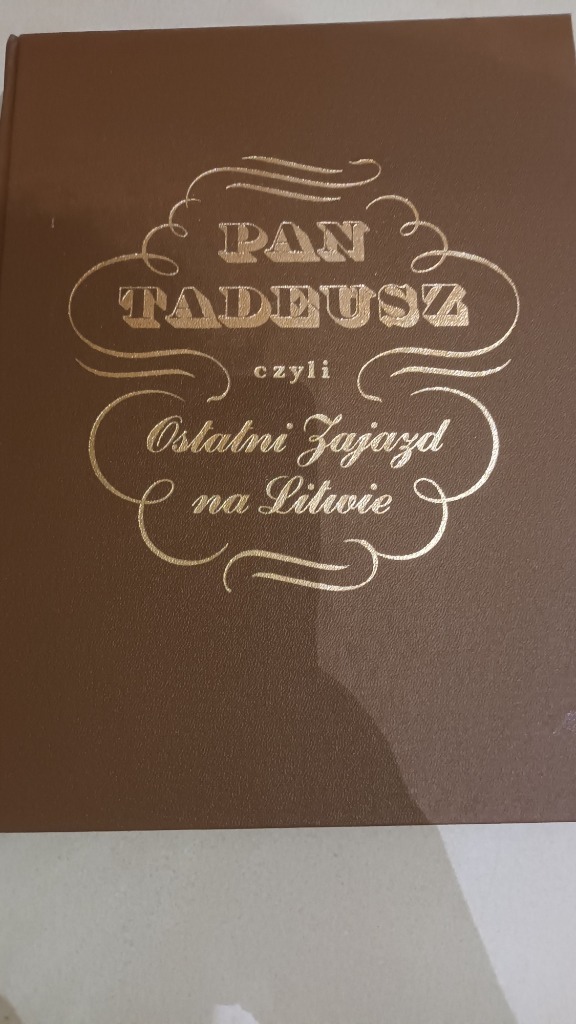 PAN
TADEUSZ
czyli
Ostatni Zajazd
na Litwie